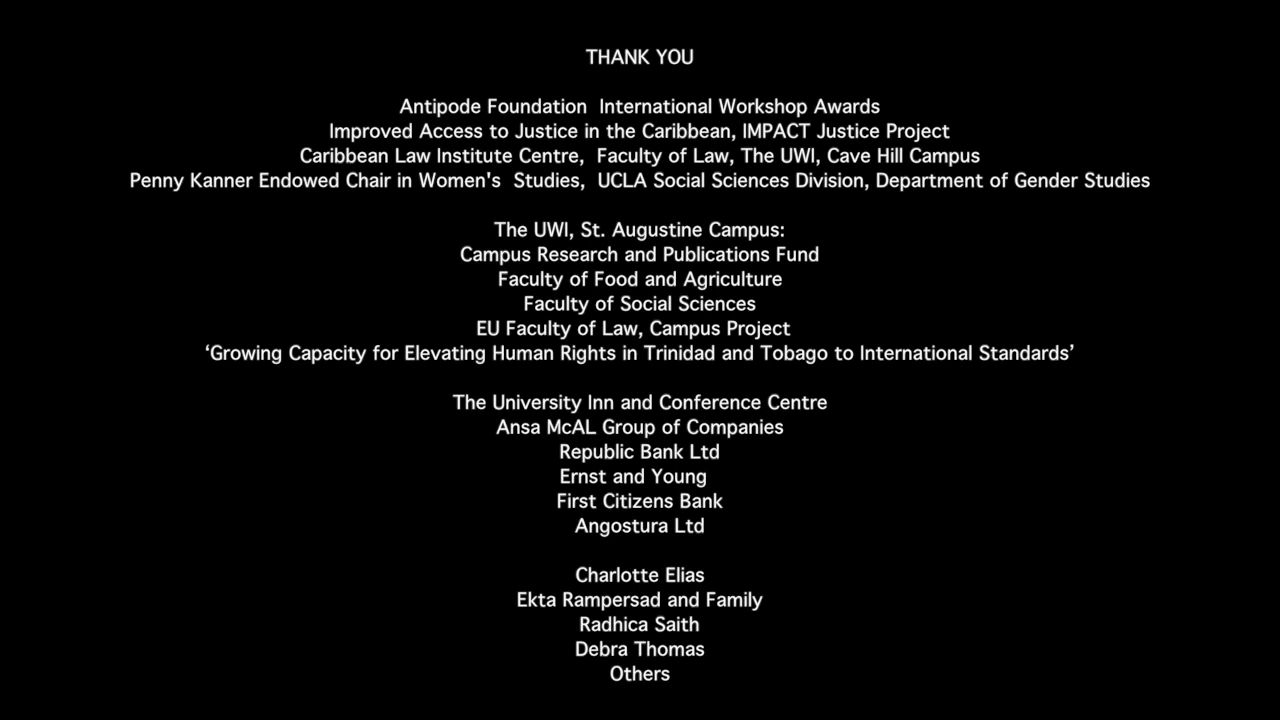 THANK YOU
Antipode Foundation  International Workshop Awards
Improved Access to Justice in the Caribbean, IMPACT Justice Project
Caribbean Law Institute Centre,  Faculty of Law, The UWI, Cave Hill Campus
Penny Kanner Endowed Chair in Women's  Studies,  UCLA Social Sciences Division, Department of Gender Studies
The UWI, St. Augustine Campus:
Campus Research and Publications Fund
Faculty of Food and Agriculture
Faculty of Social Sciences
EU Faculty of Law, Campus Project
‘Growing Capacity for Elevating Human Rights in Trinidad and Tobago to International Standards’
The University Inn and Conference Centre
Ansa McAL Group of Companies
Republic Bank Ltd
Ernst and Young
First Citizens Bank
Angostura Ltd
Charlotte Elias
Ekta Rampersad and Family
Radhica Saith
Debra Thomas
Others